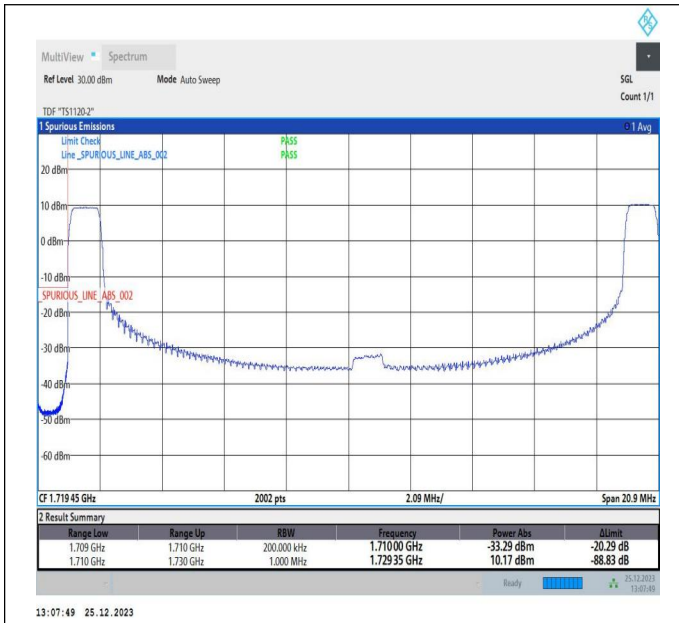 R S
MultiView Spectrum
Ref Level 30.00 dBm Mode Auto Sweep SGL
Count 1/1
TDF "TS1120-2"
1 Spurious Emissions 1 Avg
Limit Check PASS
Line _SPURIOUS_LINE_ABS_002 PASS
20 dBm
10 dBm
0 dBm
-10 dBm
_SPURIOUS_LINE_ABS_002
-20 dBm
-30 dBm
-40 dBm
-50 dBm
-60 dBm
CF 1.719 45 GHz 2002 pts 2.09 MHz/ Span 20.9 MHz
2 Result Summary
Range Low Range Up RBW Frequency Power Abs ΔLimit
1.709 GHz 1.710 GHz 200.000 kHz 1.71000 GHz -33.29 dBm -20.29 dB
1.710 GHz 1.730 GHz 1.000 MHz 1.72935 GHz 10.17 dBm -88.83 dB
Ready 25.12.2023
13:07:49
13:07:49 25.12.2023